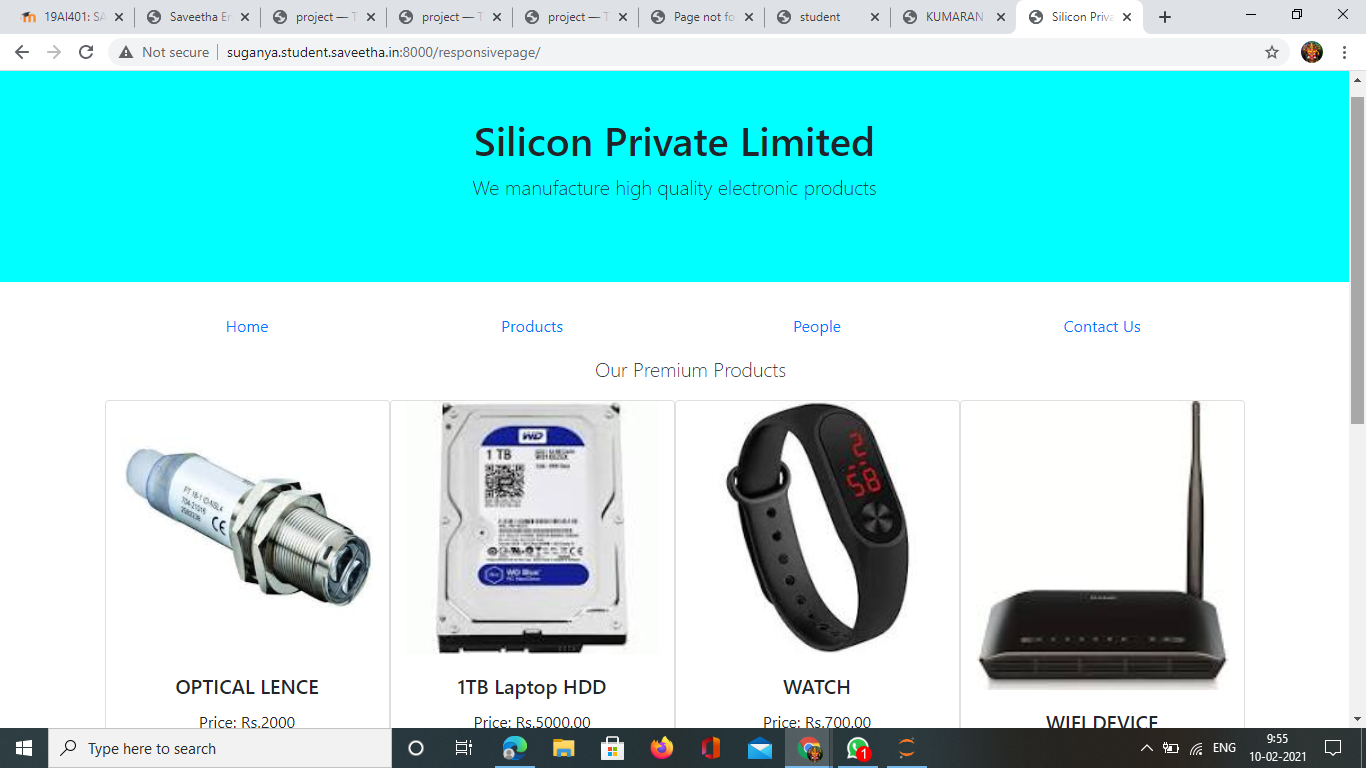 19AI401: SA
Saveetha En
project — T
project — T
project — T
Page not fo
student
KUMARAN
Silicon Priva
Not secure
suganya.student.saveetha.in:8000/responsivepage/
Silicon Private Limited
We manufacture high quality electronic products
Home
Products
People
Contact Us
Our Premium Products
WD
1 TB
WD Blue
CE
2:58
OPTICAL LENCE
1TB Laptop HDD
WATCH
WIFI DEVICE
Price: Rs.2000
Price: Rs.5000.00
Price: Rs.700.00
Type here to search
1
ENG
9:55
10-02-2021